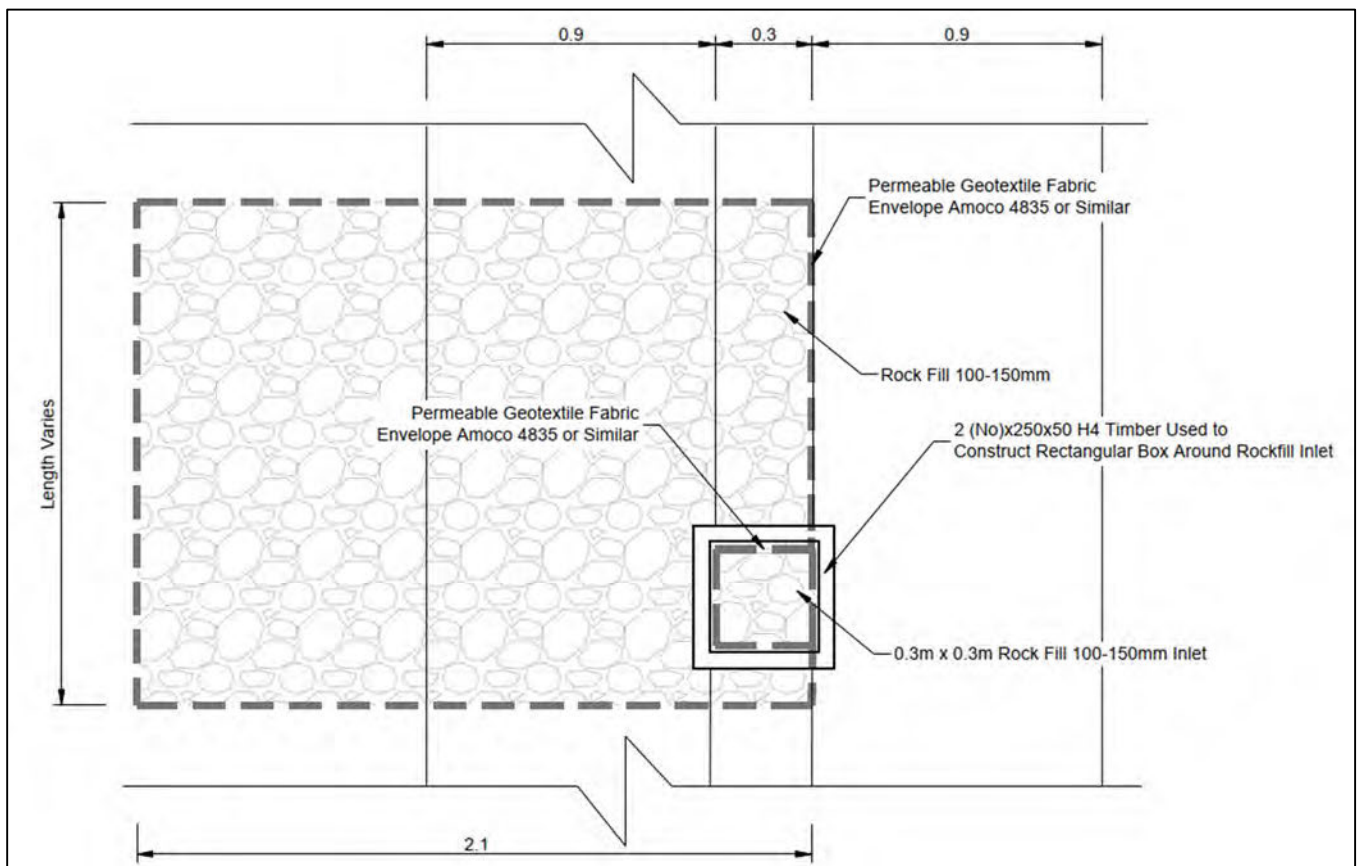 0.9
0.3
0.9
Permeable Geotextile Fabric
Envelope Amoco 4835 or Similar
Rock Fill 100-150mm
Permeable Geotextile Fabric
Envelope Amoco 4835 or Similar
2 (No)x250x50 H4 Timber Used to
Construct Rectangular Box Around Rockfill Inlet
Length Varies
0.3m x 0.3m Rock Fill 100-150mm Inlet
2.1